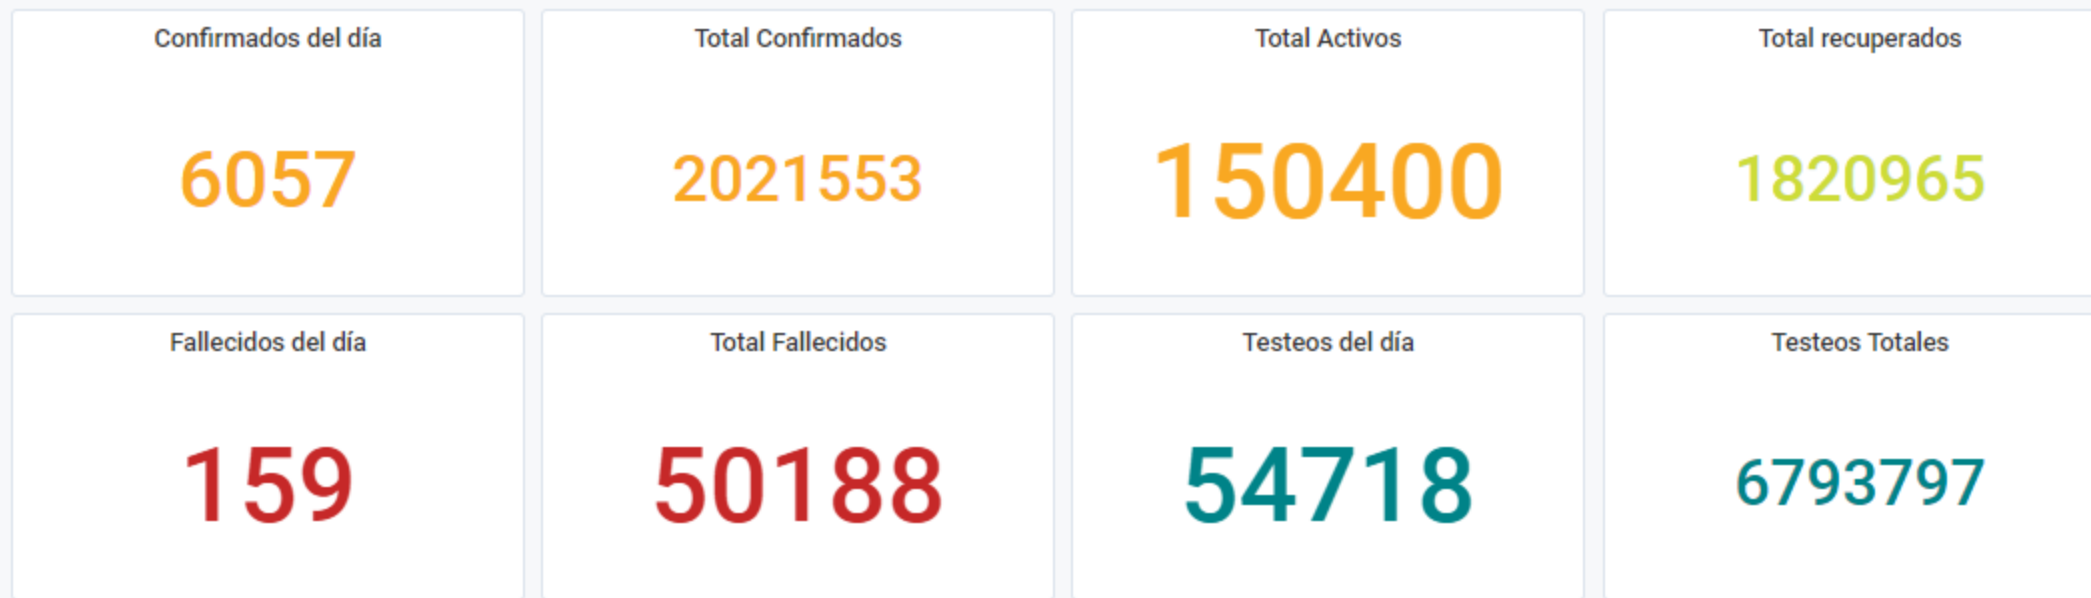 Confirmados del día
Total Confirmados
Total Activos
Total recuperados
6057
2021553
150400
1820965
Fallecidos del día
Total Fallecidos
Testeos del día
Testeos Totales
159
50188
54718
6793797